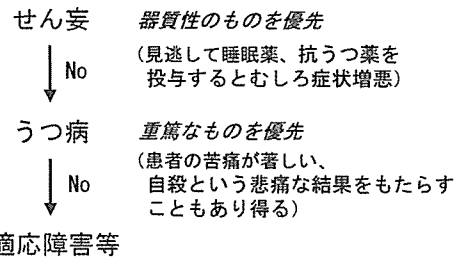 せん妄 器質性のものを優先
(見逃して睡眠薬、抗うつ薬を
投与するとむしろ症状増悪)
No
うつ病 重篤なものを優先
(患者の苦痛が著しい、
自殺という悲痛な結果をもたらす
こともあり得る)
No
適応障害等